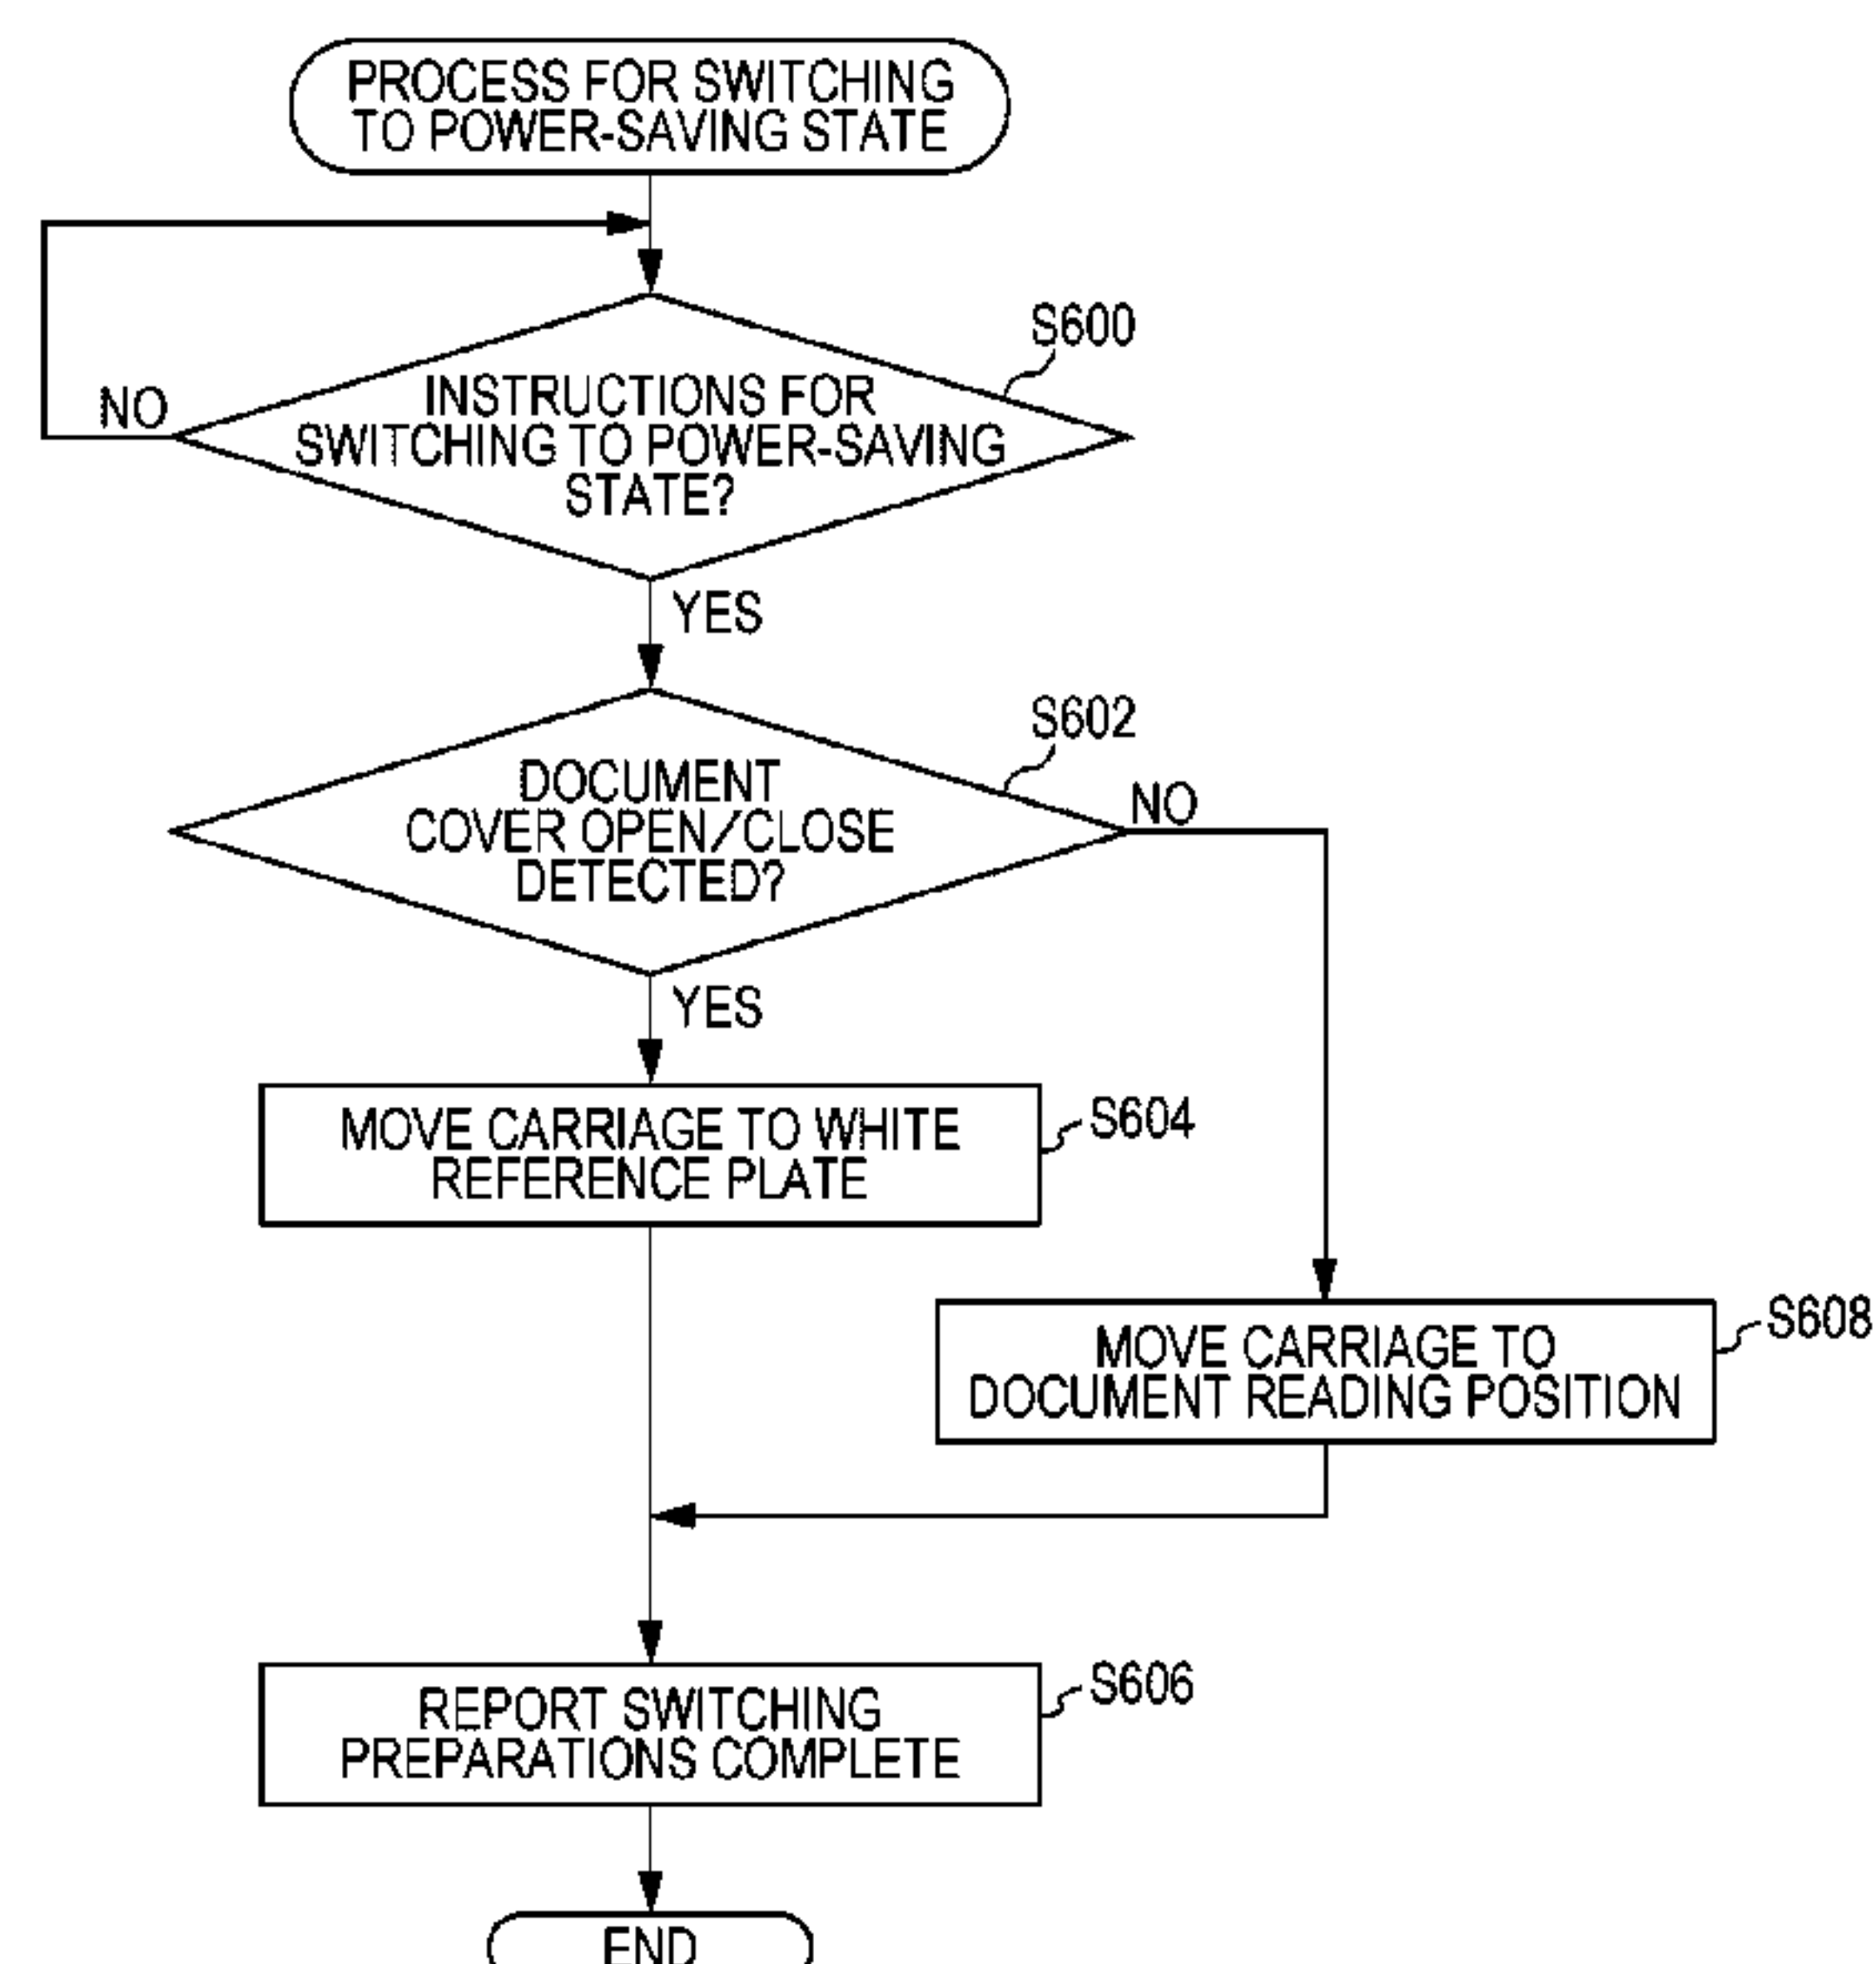 PROCESS FOR SWITCHING
TO POWER-SAVING STATE
S600
NO
INSTRUCTIONS FOR
SWITCHING TO POWER-SAVING
STATE?
YES
S602
DOCUMENT
COVER OPEN/CLOSE
DETECTED?
NO
YES
MOVE CARRIAGE TO WHITE
REFERENCE PLATE
S604
MOVE CARRIAGE TO
DOCUMENT READING POSITION
S608
REPORT SWITCHING
PREPARATIONS COMPLETE
S606
END